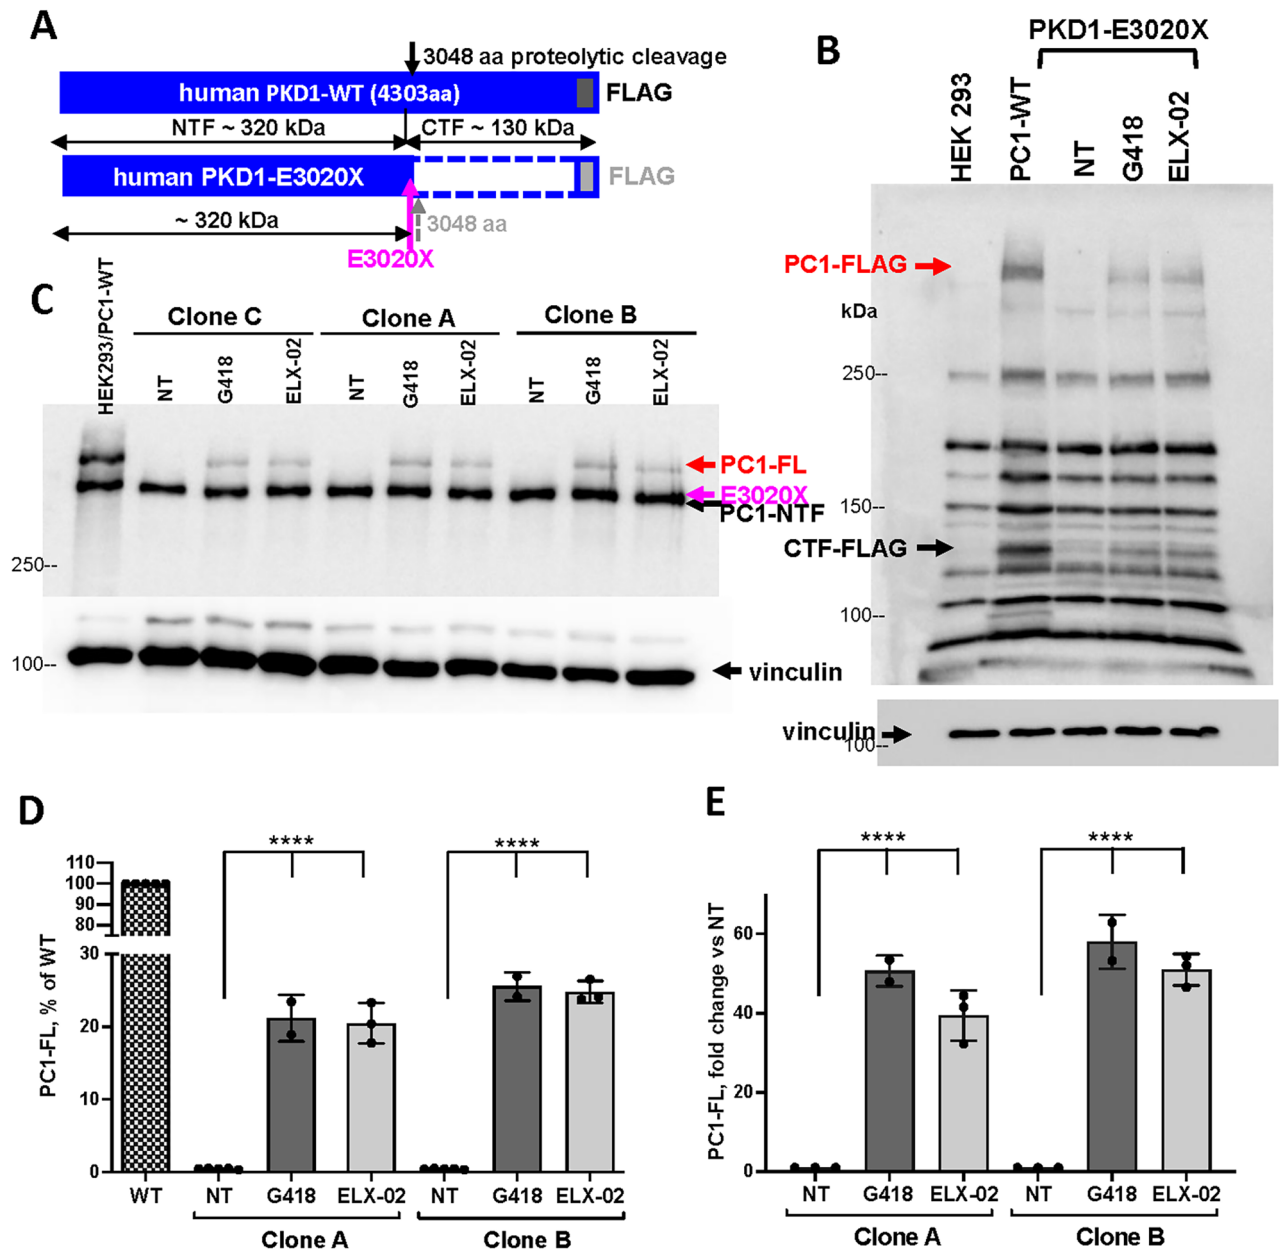 A
3048 aa proteolytic cleavage
human PKD1-WT (4303aa)
FLAG
NTF ~ 320 kDa
CTF ~ 130 kDa
human PKD1-E3020X
FLAG
~ 320 kDa
3048 aa
E3020X
B
PKD1-E3020X
HEK 293
PC1-WT
NT
G418
ELX-02
PC1-FLAG
kDa
250--
150--
CTF-FLAG
100--
vinculin
100--
C
HEK293/PC1-WT
Clone C
Clone A
Clone B
NT
G418
ELX-02
NT
G418
ELX-02
NT
G418
ELX-02
PC1-FL
E3020X
PC1-NTF
250--
100--
vinculin
D
PC1-FL, % of WT
110
100
90
80
30
20
10
0
****
****
WT
NT
G418
ELX-02
NT
G418
ELX-02
Clone A
Clone B
E
PC1-FL, fold change vs NT
60
40
20
0
****
****
NT
G418
ELX-02
NT
G418
ELX-02
Clone A
Clone B